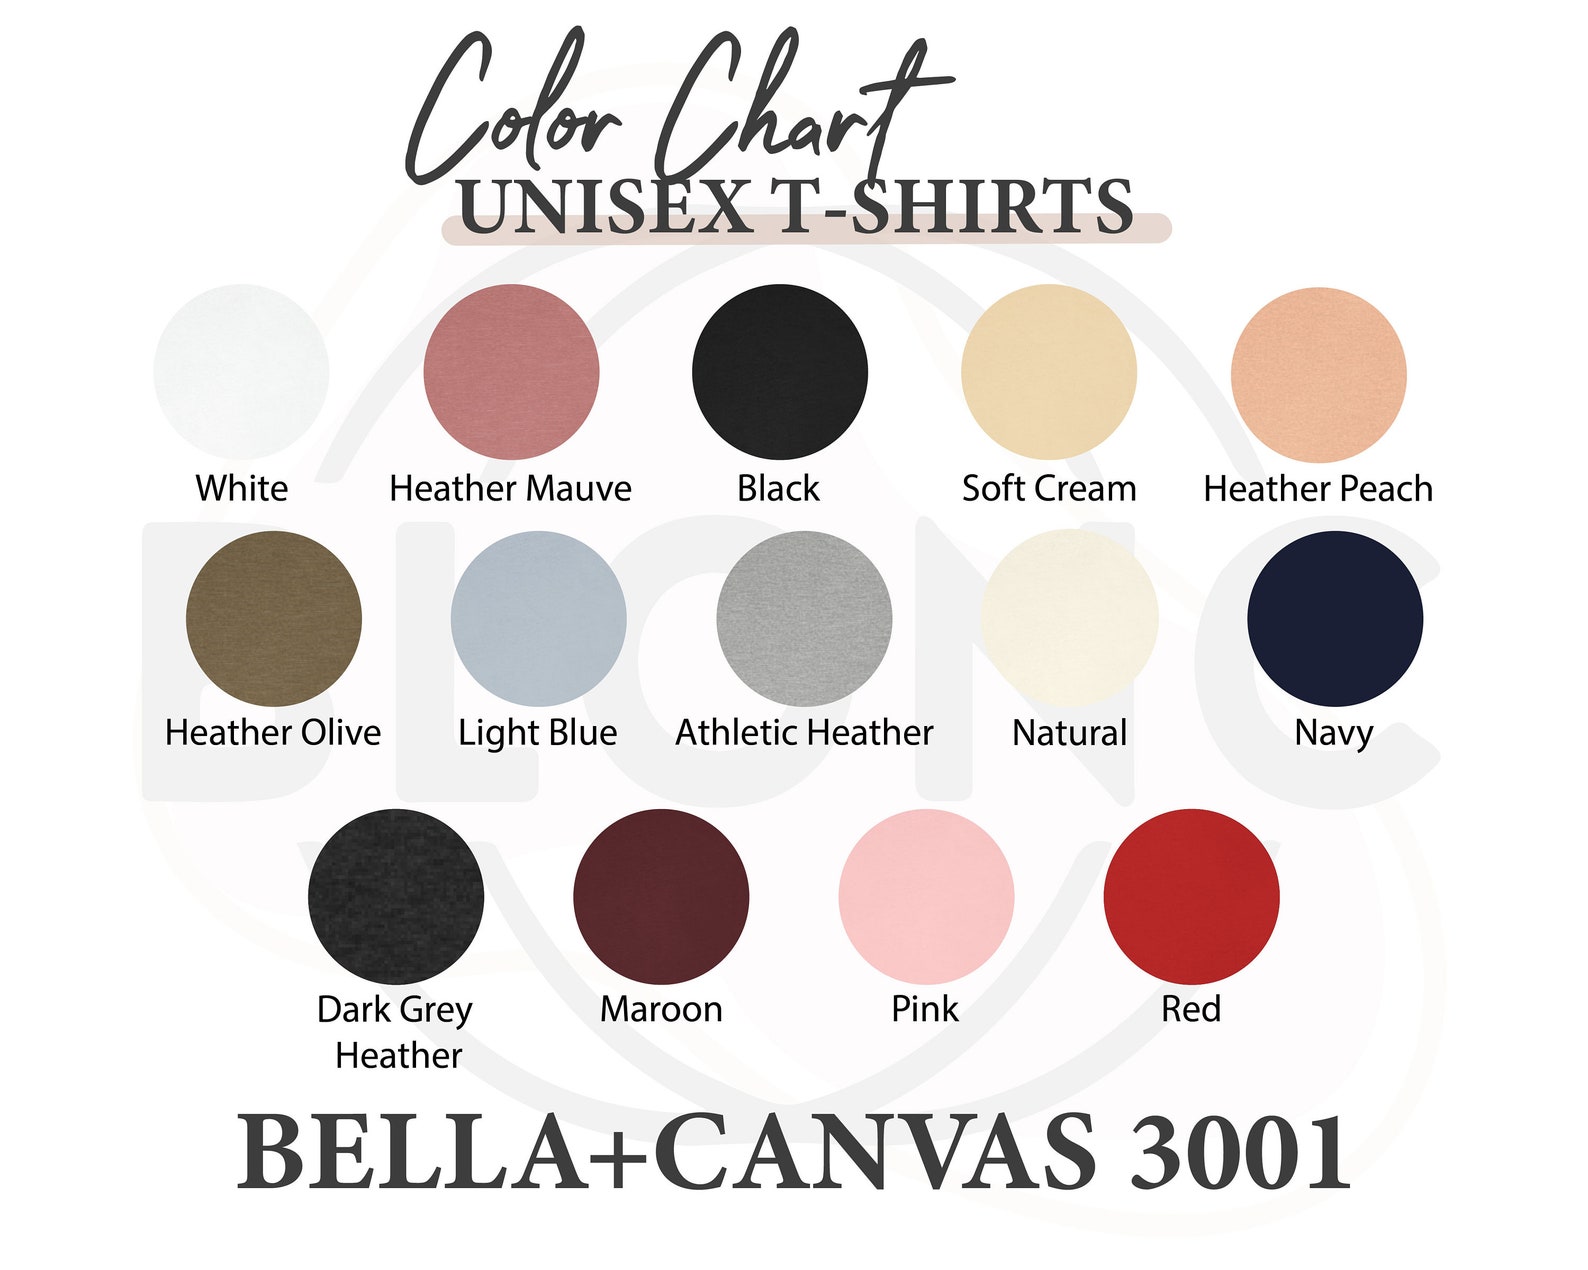 Color Chart
UNISEX T-SHIRTS
White
Heather Mauve
Black
Soft Cream
Heather Peach
Heather Olive
Light Blue
Athletic Heather
Natural
Navy
Dark Grey
Heather
Maroon
Pink
Red
BELLA+CANVAS 3001